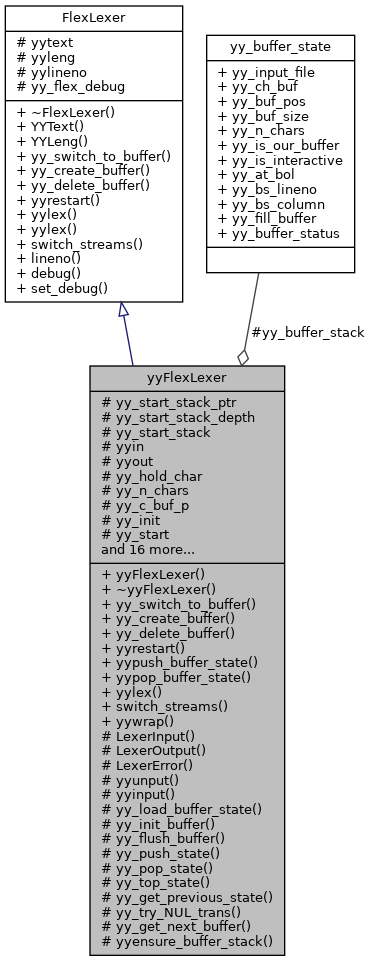 FlexLexer
# yytext
# yyleng
# yylineno
# yy_flex_debug
+ ~FlexLexer()
+ YYText()
+ YYLeng()
+ yy_switch_to_buffer()
+ yy_create_buffer()
+ yy_delete_buffer()
+ yyrestart()
+ yylex()
+ yylex()
+ switch_streams()
+ lineno()
+ debug()
+ set_debug()
yy_buffer_state
+ yy_input_file
+ yy_ch_buf
+ yy_buf_pos
+ yy_buf_size
+ yy_n_chars
+ yy_is_our_buffer
+ yy_is_interactive
+ yy_at_bol
+ yy_bs_lineno
+ yy_bs_column
+ yy_fill_buffer
+ yy_buffer_status
#yy_buffer_stack
yyFlexLexer
# yy_start_stack_ptr
# yy_start_stack_depth
# yy_start_stack
# yyin
# yyout
# yy_hold_char
# yy_n_chars
# yy_c_buf_p
# yy_init
# yy_start
and 16 more...
+ yyFlexLexer()
+ ~yyFlexLexer()
+ yy_switch_to_buffer()
+ yy_create_buffer()
+ yy_delete_buffer()
+ yyrestart()
+ yypush_buffer_state()
+ yypop_buffer_state()
+ yylex()
+ switch_streams()
+ yywrap()
# LexerInput()
# LexerOutput()
# LexerError()
# yyunput()
# yyinput()
# yy_load_buffer_state()
# yy_init_buffer()
# yy_flush_buffer()
# yy_push_state()
# yy_pop_state()
# yy_top_state()
# yy_get_previous_state()
# yy_try_NUL_trans()
# yy_get_next_buffer()
# yyensure_buffer_stack()